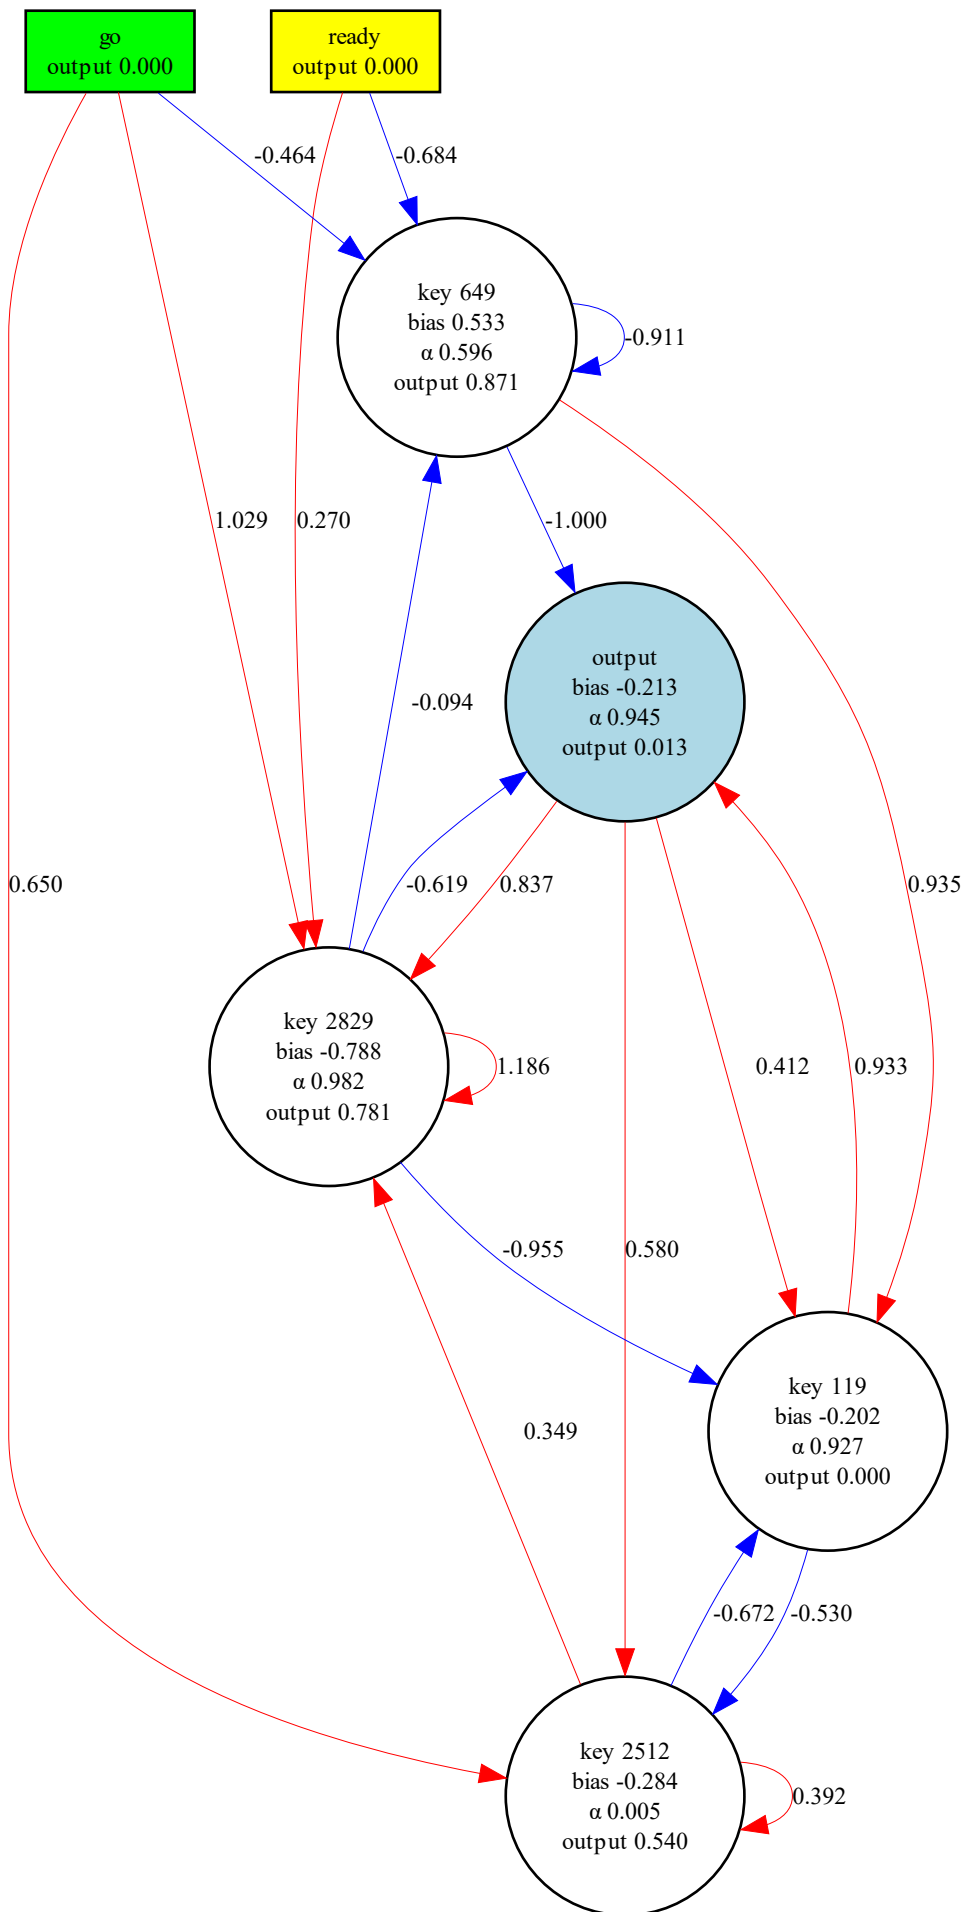 go
output 0.000
ready
output 0.000
-0.464
-0.684
key 649
bias 0.533
α 0.596
output 0.871
-0.911
1.029
0.270
-1.000
output
bias -0.213
α 0.945
output 0.013
-0.094
0.650
-0.619
0.837
0.935
key 2829
bias -0.788
α 0.982
output 0.781
1.186
0.412
0.933
-0.955
0.580
key 119
bias -0.202
α 0.927
output 0.000
0.349
-0.672
-0.530
key 2512
bias -0.284
α 0.005
output 0.540
0.392